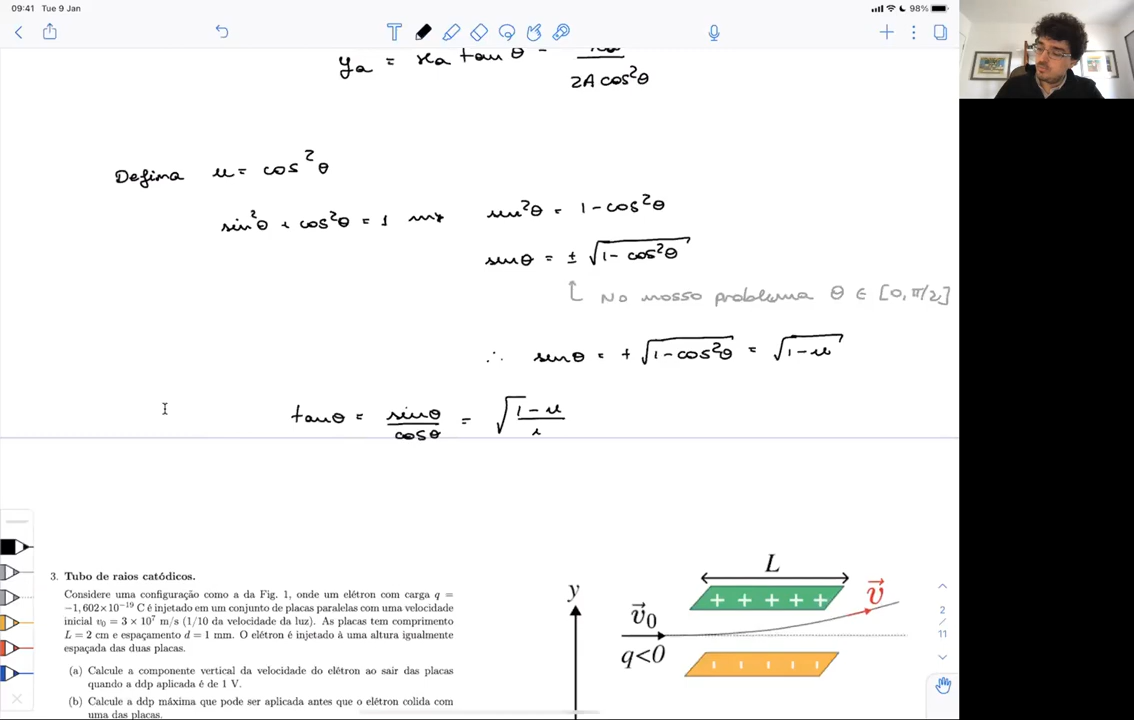 09:41 Tue 9 Jan
98%
ya = xa tanθ -
2A cos²θ
Defina u = cos²θ
sin²θ + cos²θ = 1 ⇝ sin²θ = 1 - cos²θ
sinθ = ± √(1 - cos²θ)
↑ No nosso problema θ ∈ [0, π/2]
∴ sinθ = + √(1 - cos²θ) = √(1 - u)
tanθ = sinθ/cosθ = √((1 - u)/
3. Tubo de raios catódicos.
Considere uma configuração como a da Fig. 1, onde um elétron com carga q =
−1,602×10⁻¹⁹ C é injetado em um conjunto de placas paralelas com uma velocidade
inicial v₀ = 3 × 10⁷ m/s (1/10 da velocidade da luz). As placas tem comprimento
L = 2 cm e espaçamento d = 1 mm. O elétron é injetado à uma altura igualmente
espaçada das duas placas.
(a) Calcule a componente vertical da velocidade do elétron ao sair das placas
quando a ddp aplicada é de 1 V.
(b) Calcule a ddp máxima que pode ser aplicada antes que o elétron colida com
uma das placas.
L
y
+ + + + +
v⃗
v⃗₀
q<0
2
/
11